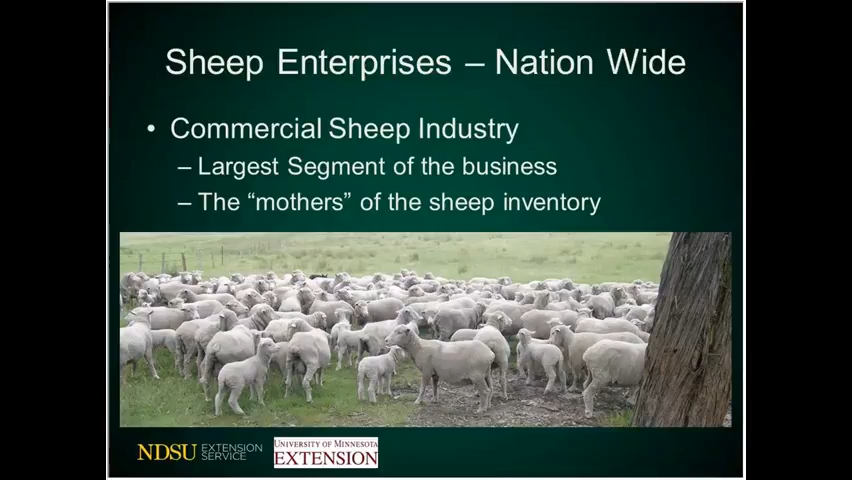 Sheep Enterprises – Nation Wide
• Commercial Sheep Industry
– Largest Segment of the business
– The “mothers” of the sheep inventory
NDSU EXTENSION SERVICE
UNIVERSITY OF MINNESOTA
EXTENSION